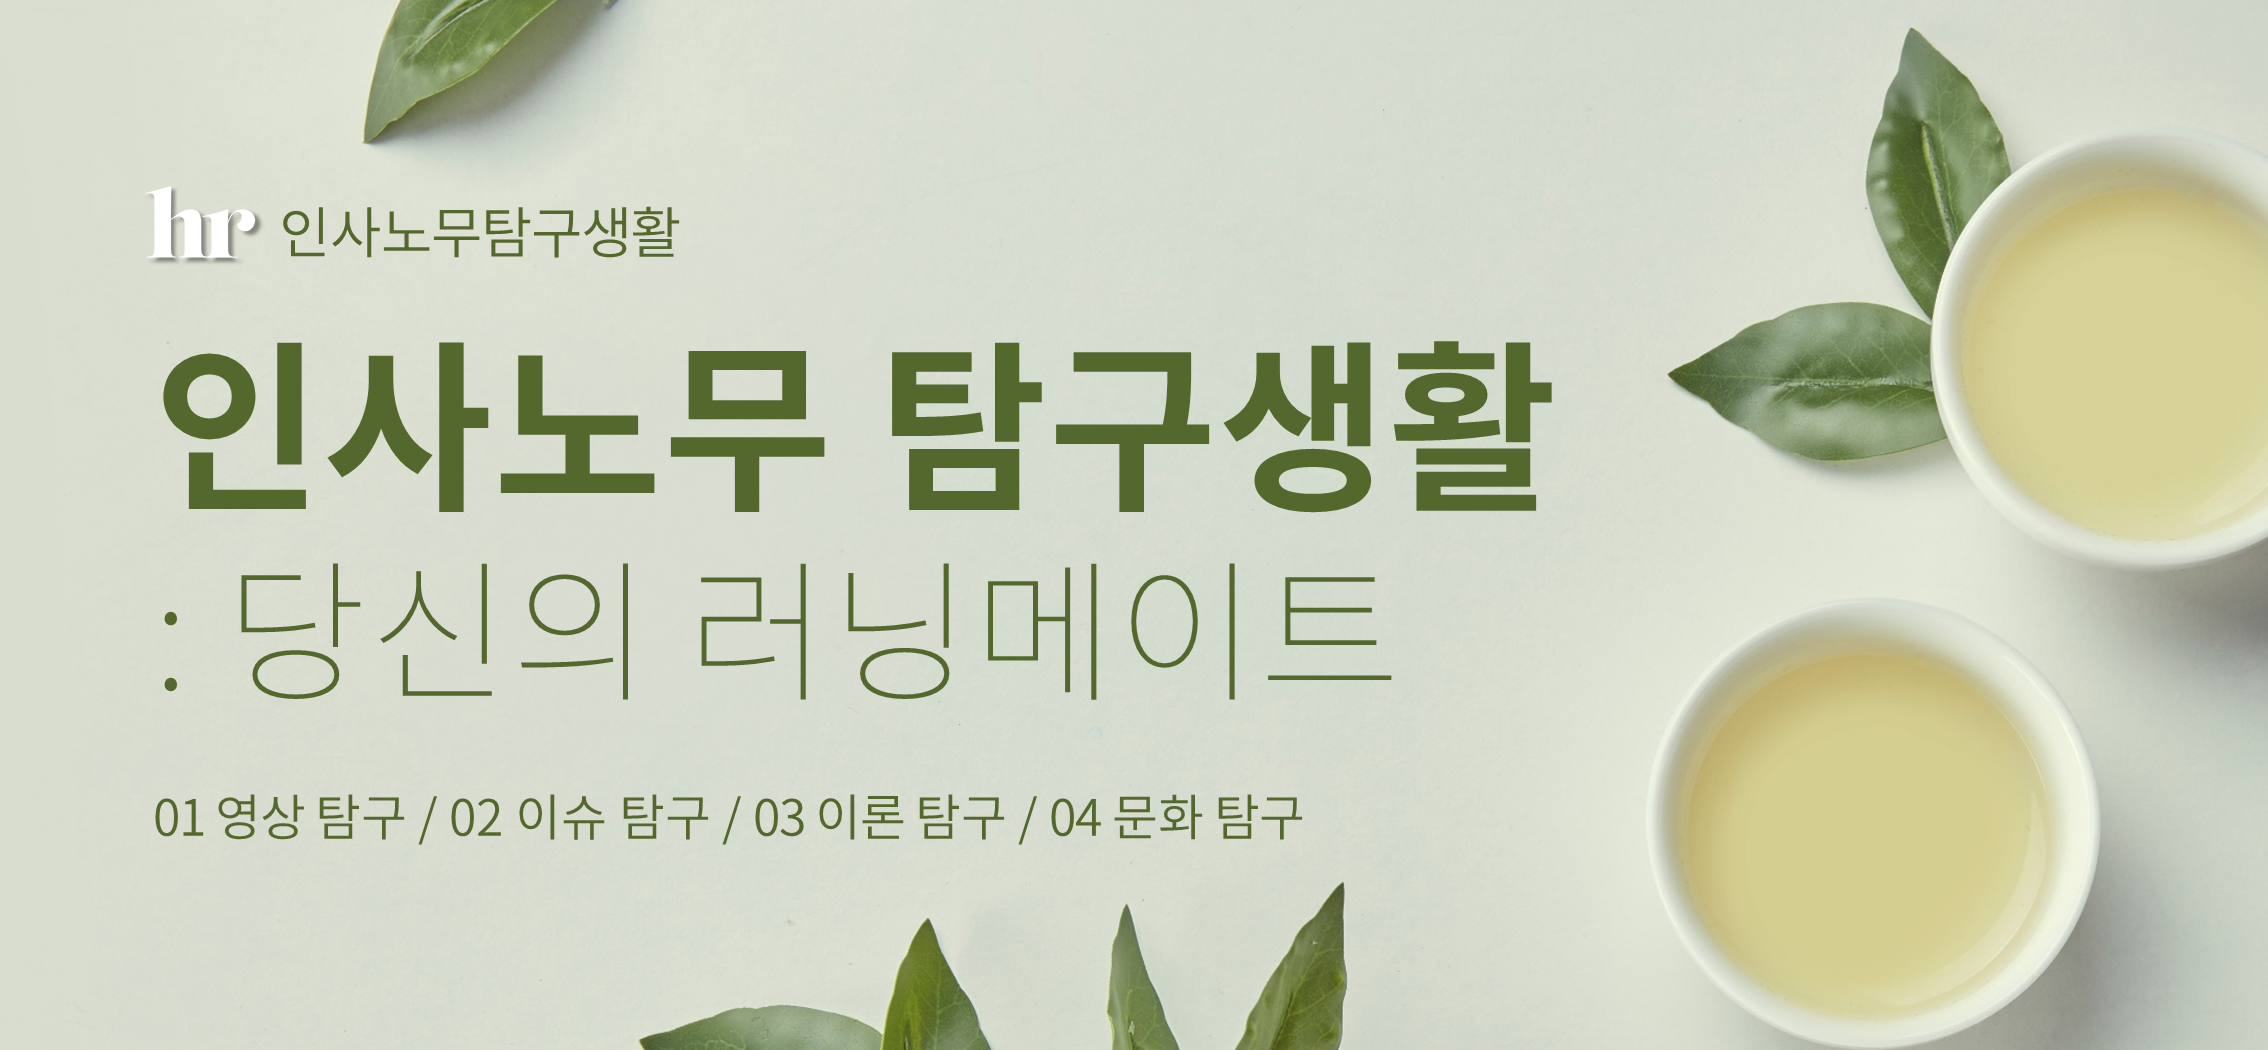 hr 인사노무탐구생활
인사노무 탐구생활
: 당신의 러닝메이트
01 영상 탐구 / 02 이슈 탐구 / 03 이론 탐구 / 04 문화 탐구